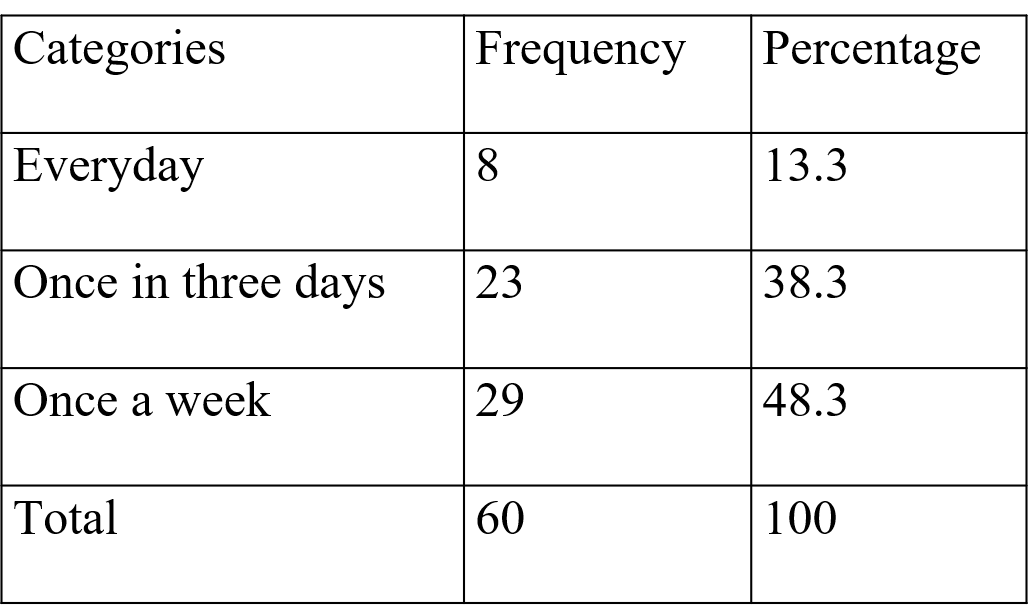 Categories Frequency Percentage
Everyday 8 13.3
Once in three days 23 38.3
Once a week 29 48.3
Total 60 100